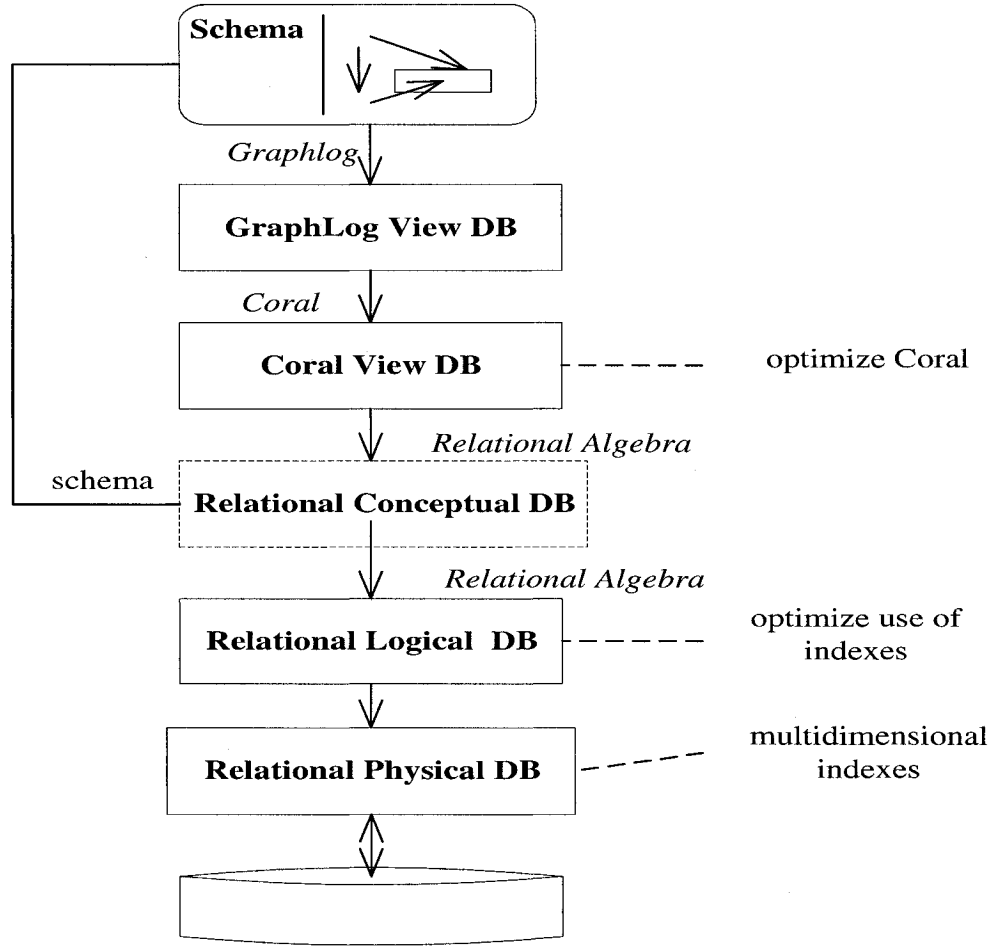 Schema
Graphlog
GraphLog View DB
Coral
Coral View DB
optimize Coral
Relational Algebra
schema
Relational Conceptual DB
Relational Algebra
Relational Logical DB
optimize use of
indexes
multidimensional
indexes
Relational Physical DB